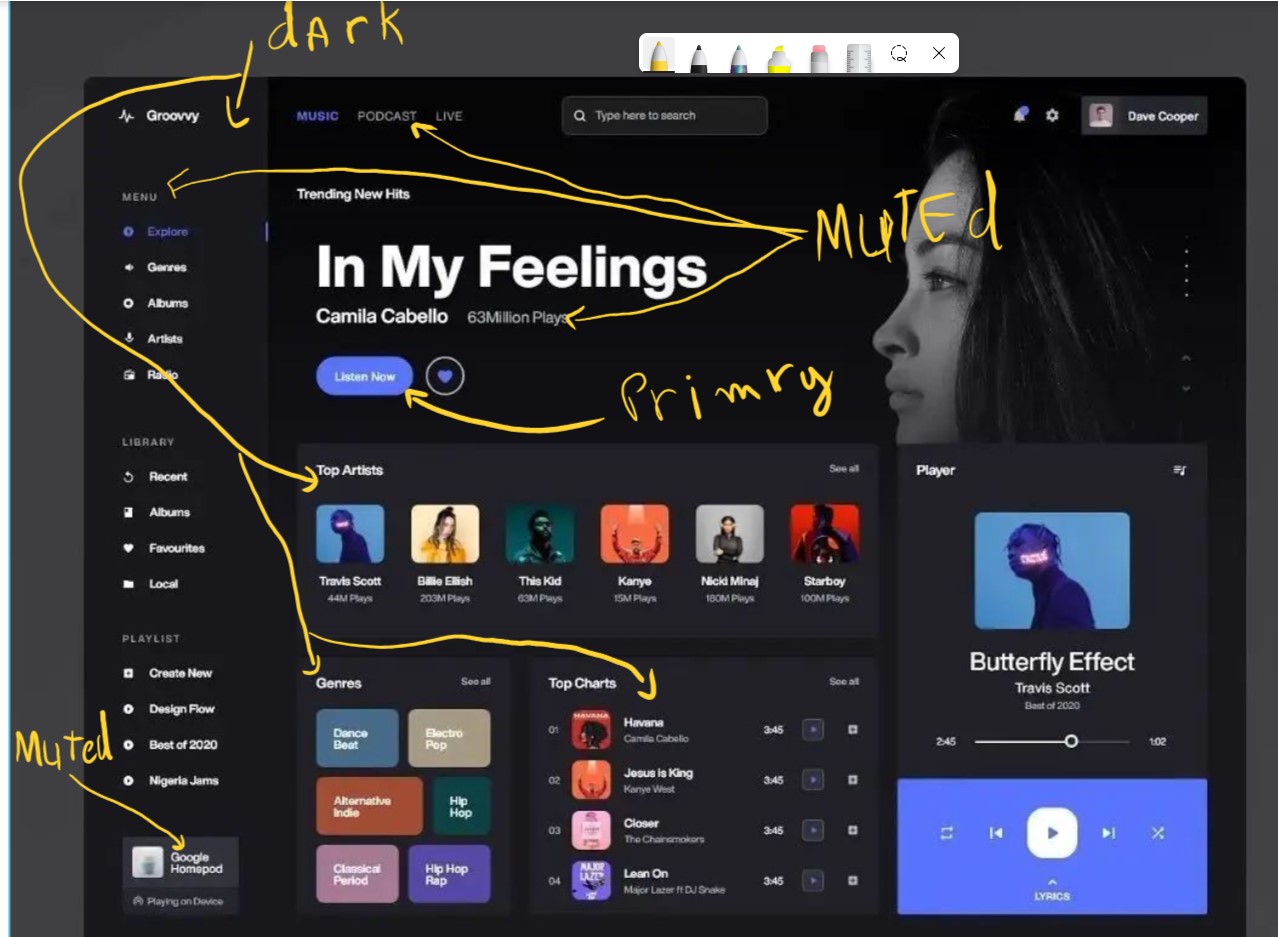 dArk
Groovvy
MUSIC PODCAST LIVE
Type here to search
Dave Cooper
MENU
Explore
Genres
Albums
Artists
Radio
LIBRARY
Recent
Albums
Favourites
Local
PLAYLIST
Create New
Design Flow
Best of 2020
Nigeria Jams
Muted
Google
Homepod
Playing on Device
Trending New Hits
MUTEd
In My Feelings
Camila Cabello 63Million Plays
Listen Now
Primry
Top Artists See all
Travis Scott Billie Eilish This Kid Kanye Nicki Minaj Starboy
44M Plays 203M Plays 63M Plays 15M Plays 160M Plays 100M Plays
Genres See all
Dance
Beat
Electro
Pop
Alternative
Indie
Hip
Hop
Classical
Period
Hip Hop
Rap
Top Charts See all
01 HAVANA Havana 3:45
Camila Cabello
02 Jesus is King 3:45
Kanye West
03 Closer 3:45
The Chainsmokers
04 MAJOR LAZER Lean On 3:45
Major Lazer ft DJ Snake
Player
Butterfly Effect
Travis Scott
Best of 2020
2:45 1:02
LYRICS